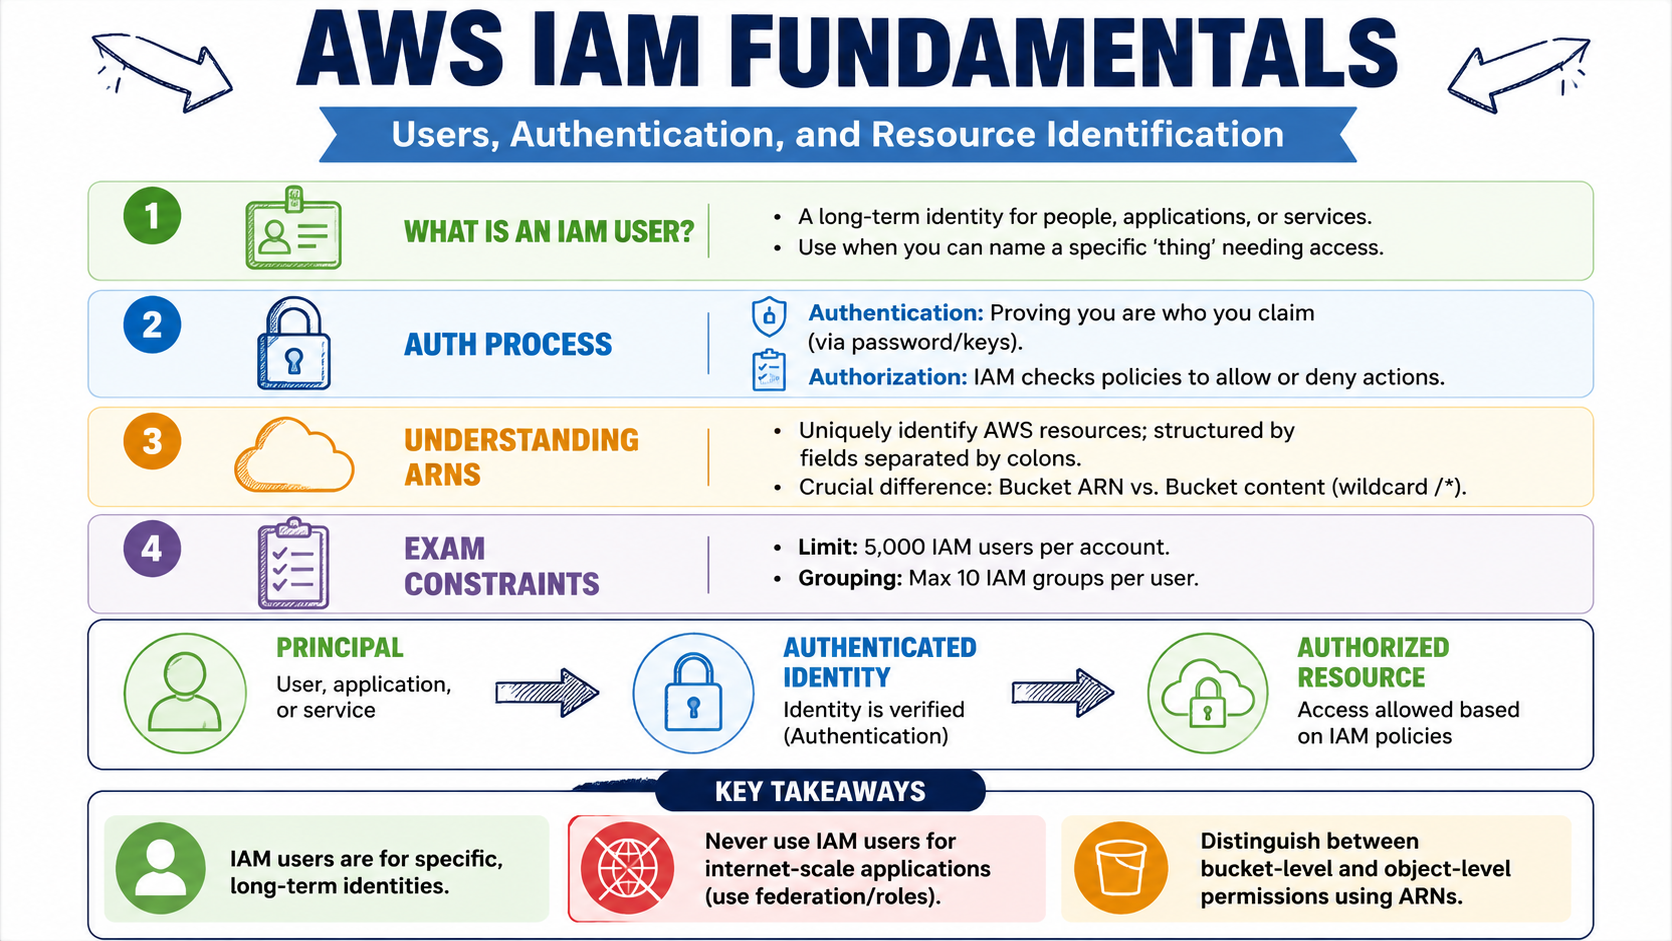 AWS IAM FUNDAMENTALS
Users, Authentication, and Resource Identification
1
WHAT IS AN IAM USER?
• A long-term identity for people, applications, or services.
• Use when you can name a specific ‘thing’ needing access.
2
AUTH PROCESS
Authentication: Proving you are who you claim
(via password/keys).
Authorization: IAM checks policies to allow or deny actions.
3
UNDERSTANDING
ARNS
• Uniquely identify AWS resources; structured by
fields separated by colons.
• Crucial difference: Bucket ARN vs. Bucket content (wildcard /*).
4
EXAM
CONSTRAINTS
• Limit: 5,000 IAM users per account.
• Grouping: Max 10 IAM groups per user.
PRINCIPAL
User, application,
or service
AUTHENTICATED
IDENTITY
Identity is verified
(Authentication)
AUTHORIZED
RESOURCE
Access allowed based
on IAM policies
KEY TAKEAWAYS
IAM users are for specific,
long-term identities.
Never use IAM users for
internet-scale applications
(use federation/roles).
Distinguish between
bucket-level and object-level
permissions using ARNs.